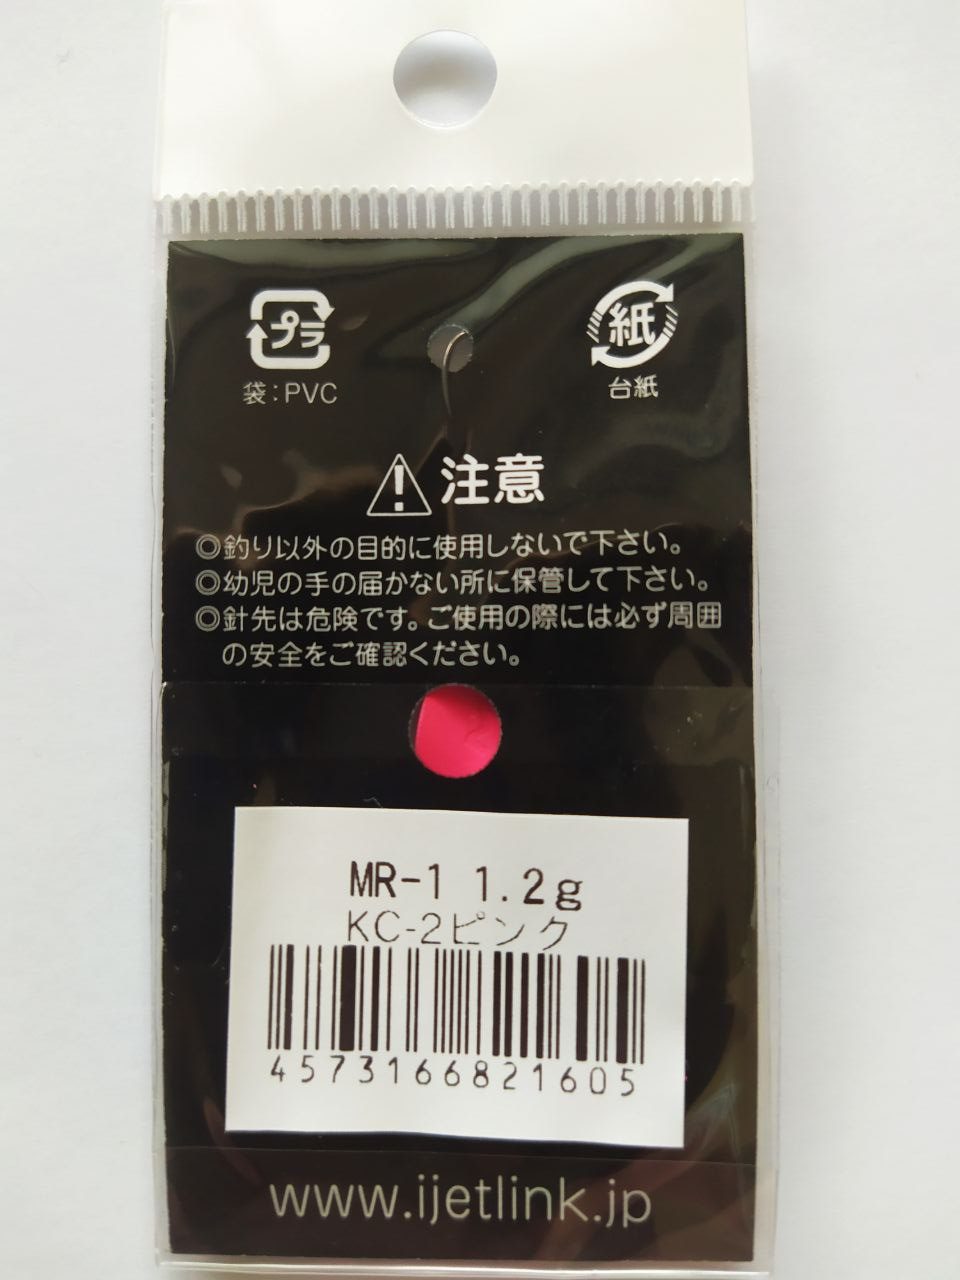 プラ
紙
袋:PVC
台紙
注意
◎釣り以外の目的に使用しないで下さい。
◎幼児の手の届かない所に保管して下さい。
◎針先は危険です。ご使用の際には必ず周囲
の安全をご確認ください。
MR-1 1.2g
KC-2ピンク
4573166821605
www.ijetlink.jp